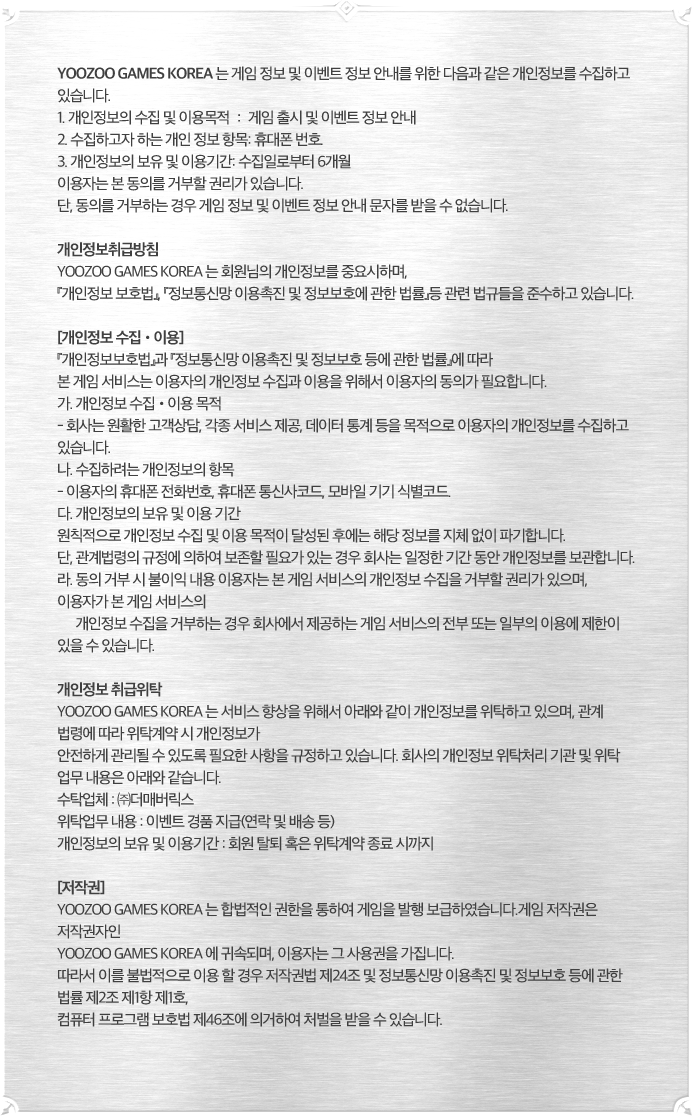 YOOZOO GAMES KOREA 는 게임 정보 및 이벤트 정보 안내를 위한 다음과 같은 개인정보를 수집하고
있습니다.
1. 개인정보의 수집 및 이용목적 : 게임 출시 및 이벤트 정보 안내
2. 수집하고자 하는 개인 정보 항목: 휴대폰 번호.
3. 개인정보의 보유 및 이용기간: 수집일로부터 6개월
이용자는 본 동의를 거부할 권리가 있습니다.
단, 동의를 거부하는 경우 게임 정보 및 이벤트 정보 안내 문자를 받을 수 없습니다.
개인정보취급방침
YOOZOO GAMES KOREA 는 회원님의 개인정보를 중요시하며,
『개인정보 보호법』, 『정보통신망 이용촉진 및 정보보호에 관한 법률』등 관련 법규들을 준수하고 있습니다.
[개인정보 수집·이용]
『개인정보보호법』과 『정보통신망 이용촉진 및 정보보호 등에 관한 법률』에 따라
본 게임 서비스는 이용자의 개인정보 수집과 이용을 위해서 이용자의 동의가 필요합니다.
가. 개인정보 수집·이용 목적
- 회사는 원활한 고객상담, 각종 서비스 제공, 데이터 통계 등을 목적으로 이용자의 개인정보를 수집하고
있습니다.
나. 수집하려는 개인정보의 항목
- 이용자의 휴대폰 전화번호, 휴대폰 통신사코드, 모바일 기기 식별코드.
다. 개인정보의 보유 및 이용 기간
원칙적으로 개인정보 수집 및 이용 목적이 달성된 후에는 해당 정보를 지체 없이 파기합니다.
단, 관계법령의 규정에 의하여 보존할 필요가 있는 경우 회사는 일정한 기간 동안 개인정보를 보관합니다.
라. 동의 거부 시 불이익 내용 이용자는 본 게임 서비스의 개인정보 수집을 거부할 권리가 있으며,
이용자가 본 게임 서비스의
개인정보 수집을 거부하는 경우 회사에서 제공하는 게임 서비스의 전부 또는 일부의 이용에 제한이
있을 수 있습니다.
개인정보 취급위탁
YOOZOO GAMES KOREA 는 서비스 향상을 위해서 아래와 같이 개인정보를 위탁하고 있으며, 관계
법령에 따라 위탁계약 시 개인정보가
안전하게 관리될 수 있도록 필요한 사항을 규정하고 있습니다. 회사의 개인정보 위탁처리 기관 및 위탁
업무 내용은 아래와 같습니다.
수탁업체 : ㈜더매버릭스
위탁업무 내용 : 이벤트 경품 지급(연락 및 배송 등)
개인정보의 보유 및 이용기간 : 회원 탈퇴 혹은 위탁계약 종료 시까지
[저작권]
YOOZOO GAMES KOREA 는 합법적인 권한을 통하여 게임을 발행 보급하였습니다.게임 저작권은
저작권자인
YOOZOO GAMES KOREA 에 귀속되며, 이용자는 그 사용권을 가집니다.
따라서 이를 불법적으로 이용 할 경우 저작권법 제24조 및 정보통신망 이용촉진 및 정보보호 등에 관한
법률 제2조 제1항 제1호,
컴퓨터 프로그램 보호법 제46조에 의거하여 처벌을 받을 수 있습니다.